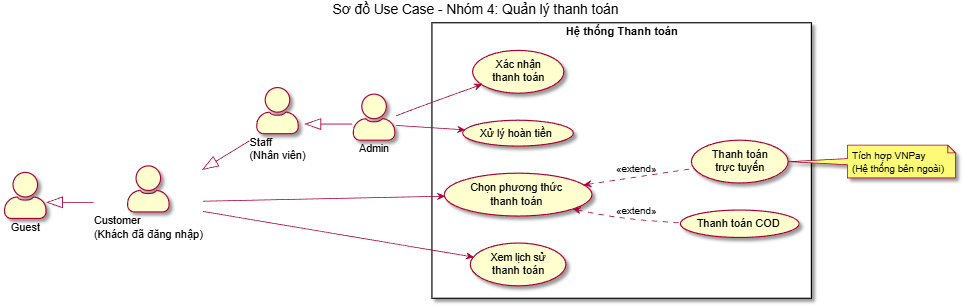 Sơ đồ Use Case - Nhóm 4: Quản lý thanh toán
Hệ thống Thanh toán
Xác nhận
thanh toán
Xử lý hoàn tiền
Staff
(Nhân viên)
Admin
Thanh toán
trực tuyến
Tích hợp VNPay
(Hệ thống bên ngoài)
«extend»
Chọn phương thức
thanh toán
«extend»
Thanh toán COD
Guest
Customer
(Khách đã đăng nhập)
Xem lịch sử
thanh toán